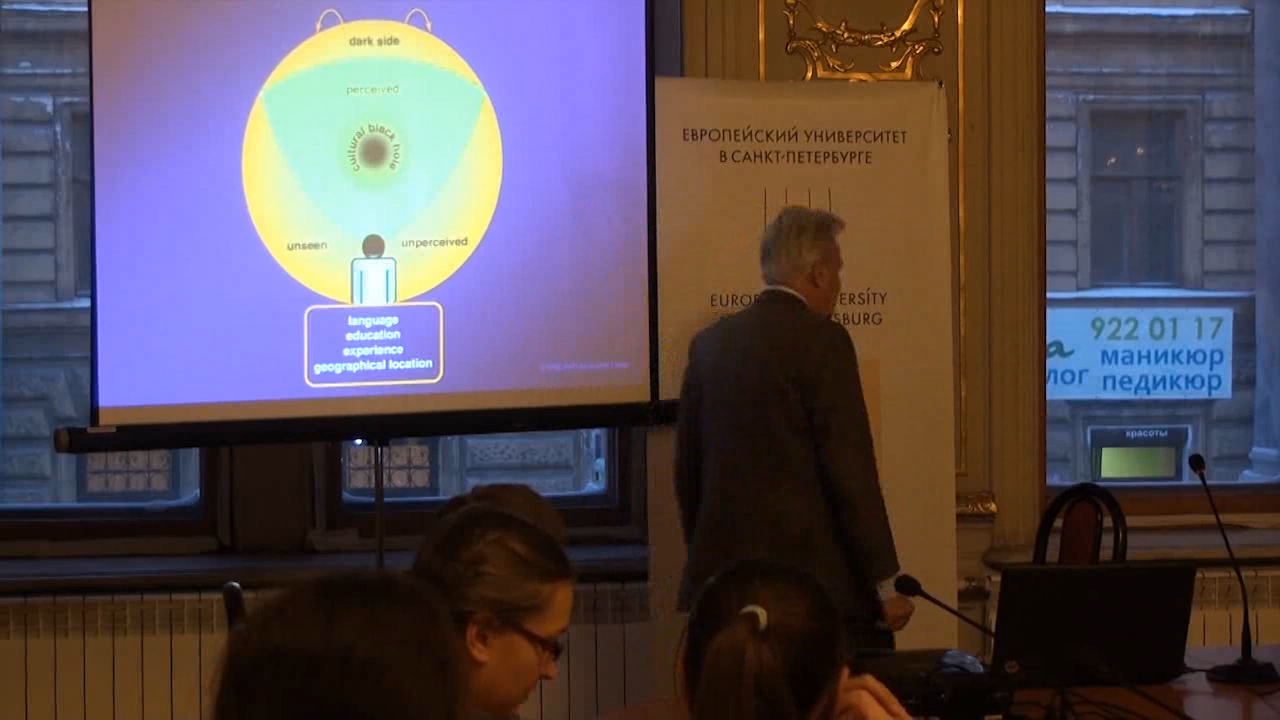 dark side
perceived
cultural black hole
unseen
unperceived
language
education
experience
geographical location
ЕВРОПЕЙСКИЙ УНИВЕРСИТЕТ
В САНКТ-ПЕТЕРБУРГЕ
922 01 17
маникюр
педикюр
красоты